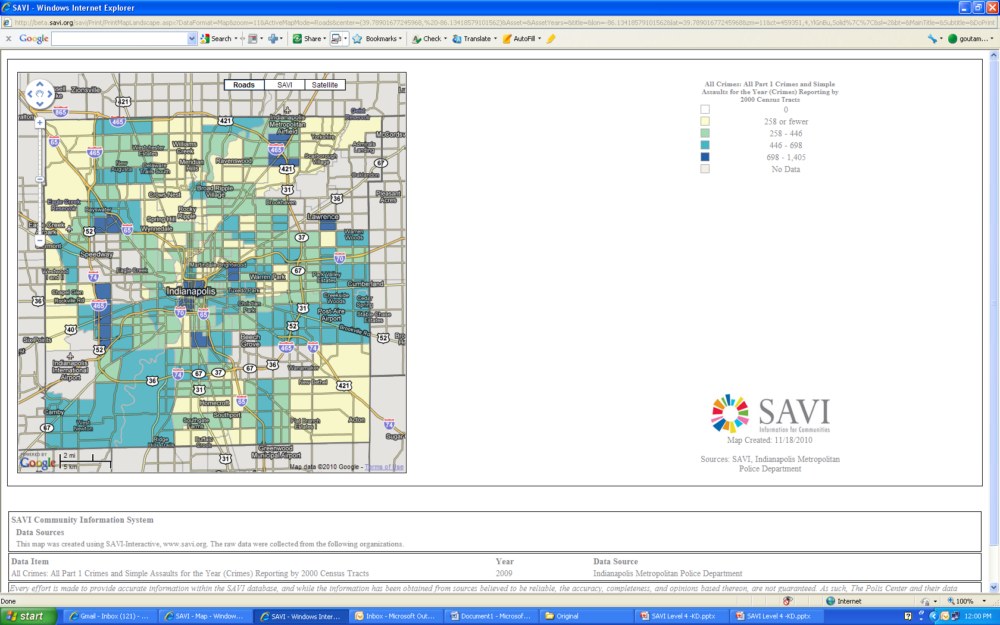 SAVI - Windows Internet Explorer
http://beta.savi.org/savi/Print/PrintMapLandscape.aspx?DataFormat=Map&zoom=11&ActiveMapMode=Roads&center=(39.78901677245968,%20-86.13418579101562)&Asset=&AssetYears=&title=&lon=-86.13418579101562&lat=39.78901677245968&zm=11&ct=459351,4,YlGnBu,Solid%7C%7C&sl=2&bt=&MainTitle=&Subtitle=&DoPrint
x Google Search Share Bookmarks Check Translate AutoFill goutam...
Roads SAVI Satellite
Zionsville
421
865
465
421
Geist Reservoir
Indianapolis Metropolitan Airfield
McCordsv
65
465
Westchester Estates
Williams Creek
Yorkshire
Admirals Landing
465
New Augusta
Delaware Trails South
Meridian Hills
Ravenswood
Scarborough Village
67
421
Oaklandon
Broad Ripple Village
Crows Nest
31
36
Pleasant Acres
Eagle Creek Reservoir
Bayswater
Rocky Ripple
Brookhaven
Spring Hill
Lawrence
Eagle Creek Airpark
52
65
Wynnedale
37
Warren Woods
Clermont
Speedway
70
Martindale-Brightwood
Westwood I and II
74
Eagle Creek
67
Warren Park
Park Valley Estates
Cumberland
Chapel Glen
Indianapolis
Tuxedo Park
Creekside Woods
Cedar Spring
36
Rockville Rd
465
Christian Park
31
Post-Aire Airport
Stable Chase Estates
70
65
40
52
Brookville Rd
52
Six Points
Beech Grove
465
74
52
Indianapolis International Airport
36
74
67
37
67
36
Wanamaker
New Bethel
421
31
65
Camby
Homecroft
Southport
67
West Newton
Southgate Farms
Flat Branch Estates I
Acton
74
Ridge Hills Trails
Buffalo Creek
Greenwood Municipal Airport
Sugar
31
POWERED BY
Google
2 mi
5 km
Map data ©2010 Google - Terms of Use
All Crimes: All Part 1 Crimes and Simple
Assaults for the Year (Crimes) Reporting by
2000 Census Tracts
0
258 or fewer
258 - 446
446 - 698
698 - 1,405
No Data
SAVI
Information for Communities
Map Created: 11/18/2010
Sources: SAVI, Indianapolis Metropolitan
Police Department
SAVI Community Information System
Data Sources
This map was created using SAVI-Interactive, www.savi.org. The raw data were collected from the following organizations.
Data Item Year Data Source
All Crimes: All Part 1 Crimes and Simple Assaults for the Year (Crimes) Reporting by 2000 Census Tracts 2009 Indianapolis Metropolitan Police Department
Every effort is made to provide accurate information within the SAVI database, and while the information has been obtained from sources believed to be reliable, the accuracy, completeness, and opinions based thereon, are not guaranteed. As such, The Polis Center and their data
Done Internet 100%
start Gmail - Inbox (121) - ... SAVI - Map - Window... SAVI - Windows Inter... Inbox - Microsoft Out... Document1 - Microsof... Original SAVI Level 4 -KD.pptx SAVI Level 4 -KD.pptx 12:00 PM